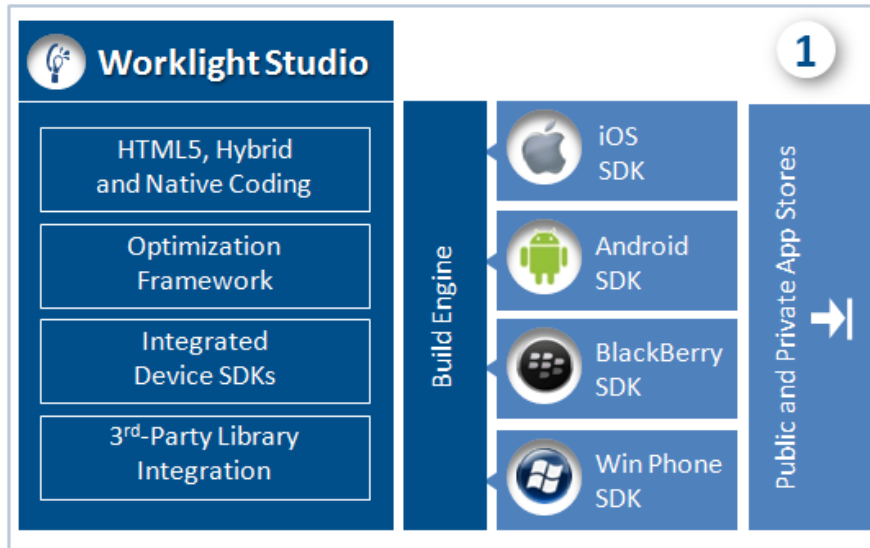 Worklight Studio
1
HTML5, Hybrid
and Native Coding
Optimization
Framework
Integrated
Device SDKs
3rd-Party Library
Integration
Build Engine
iOS
SDK
Android
SDK
BlackBerry
SDK
Win Phone
SDK
Public and Private App Stores